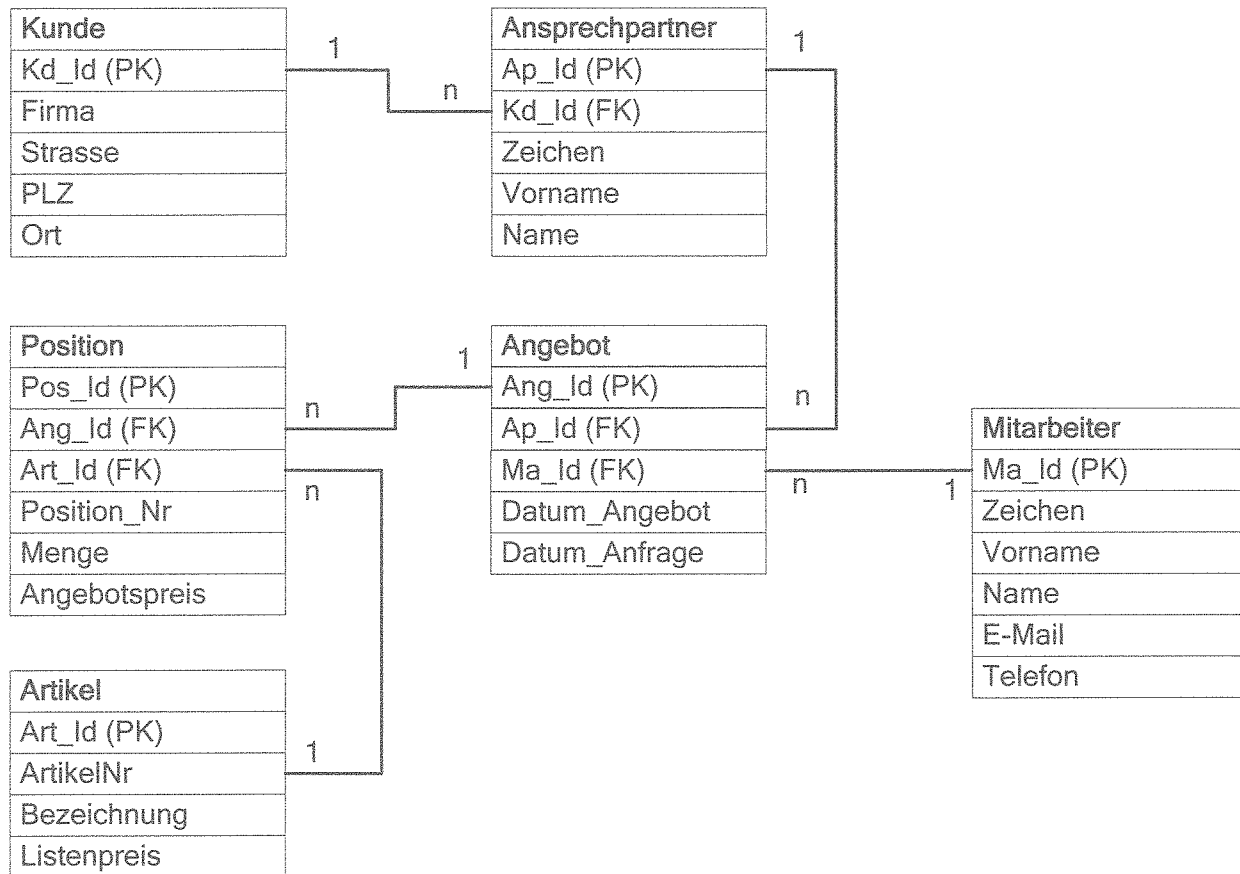 Kunde
Kd_Id (PK)
Firma
Strasse
PLZ
Ort
1
n
Ansprechpartner
Ap_Id (PK)
Kd_Id (FK)
Zeichen
Vorname
Name
1
n
Position
Pos_Id (PK)
Ang_Id (FK)
Art_Id (FK)
Position_Nr
Menge
Angebotspreis
1
n
n
Angebot
Ang_Id (PK)
Ap_Id (FK)
Ma_Id (FK)
Datum_Angebot
Datum_Anfrage
n
1
Mitarbeiter
Ma_Id (PK)
Zeichen
Vorname
Name
E-Mail
Telefon
Artikel
Art_Id (PK)
ArtikelNr
Bezeichnung
Listenpreis
1